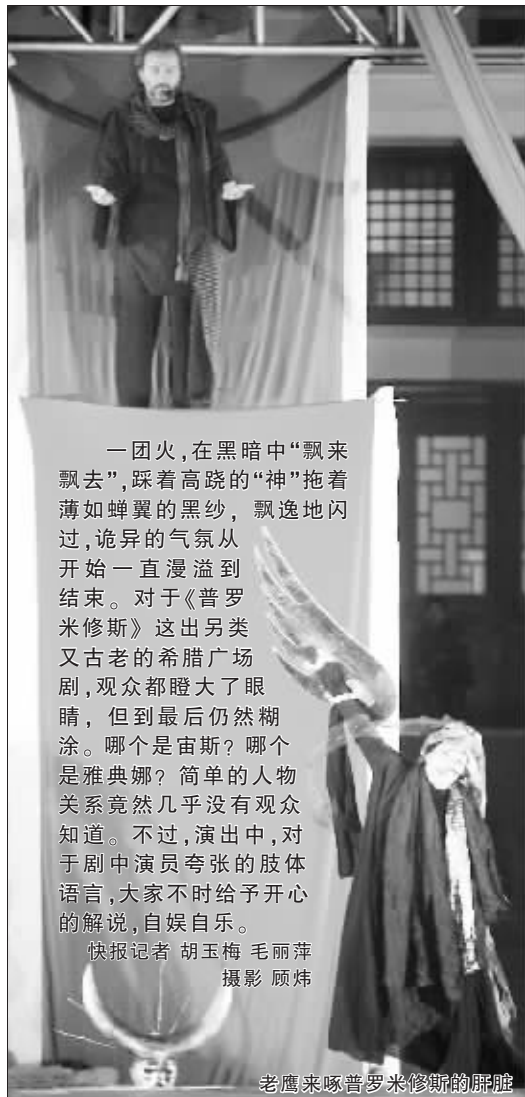 一团火,在黑暗中“飘来
飘去”,踩着高跷的“神”拖着
薄如蝉翼的黑纱，飘逸地闪
过,诡异的气氛从
开始一直漫溢到
结束。对于《普罗
米修斯》这出另类
又古老的希腊广场
剧,观众都瞪大了眼
睛，但到最后仍然糊
涂。哪个是宙斯？哪个
是雅典娜？简单的人物
关系竟然几乎没有观众
知道。不过,演出中,对
于剧中演员夸张的肢体
语言,大家不时给予开心
的解说,自娱自乐。
快报记者 胡玉梅 毛丽萍
摄影 顾炜
老鹰来啄普罗米修斯的肝脏